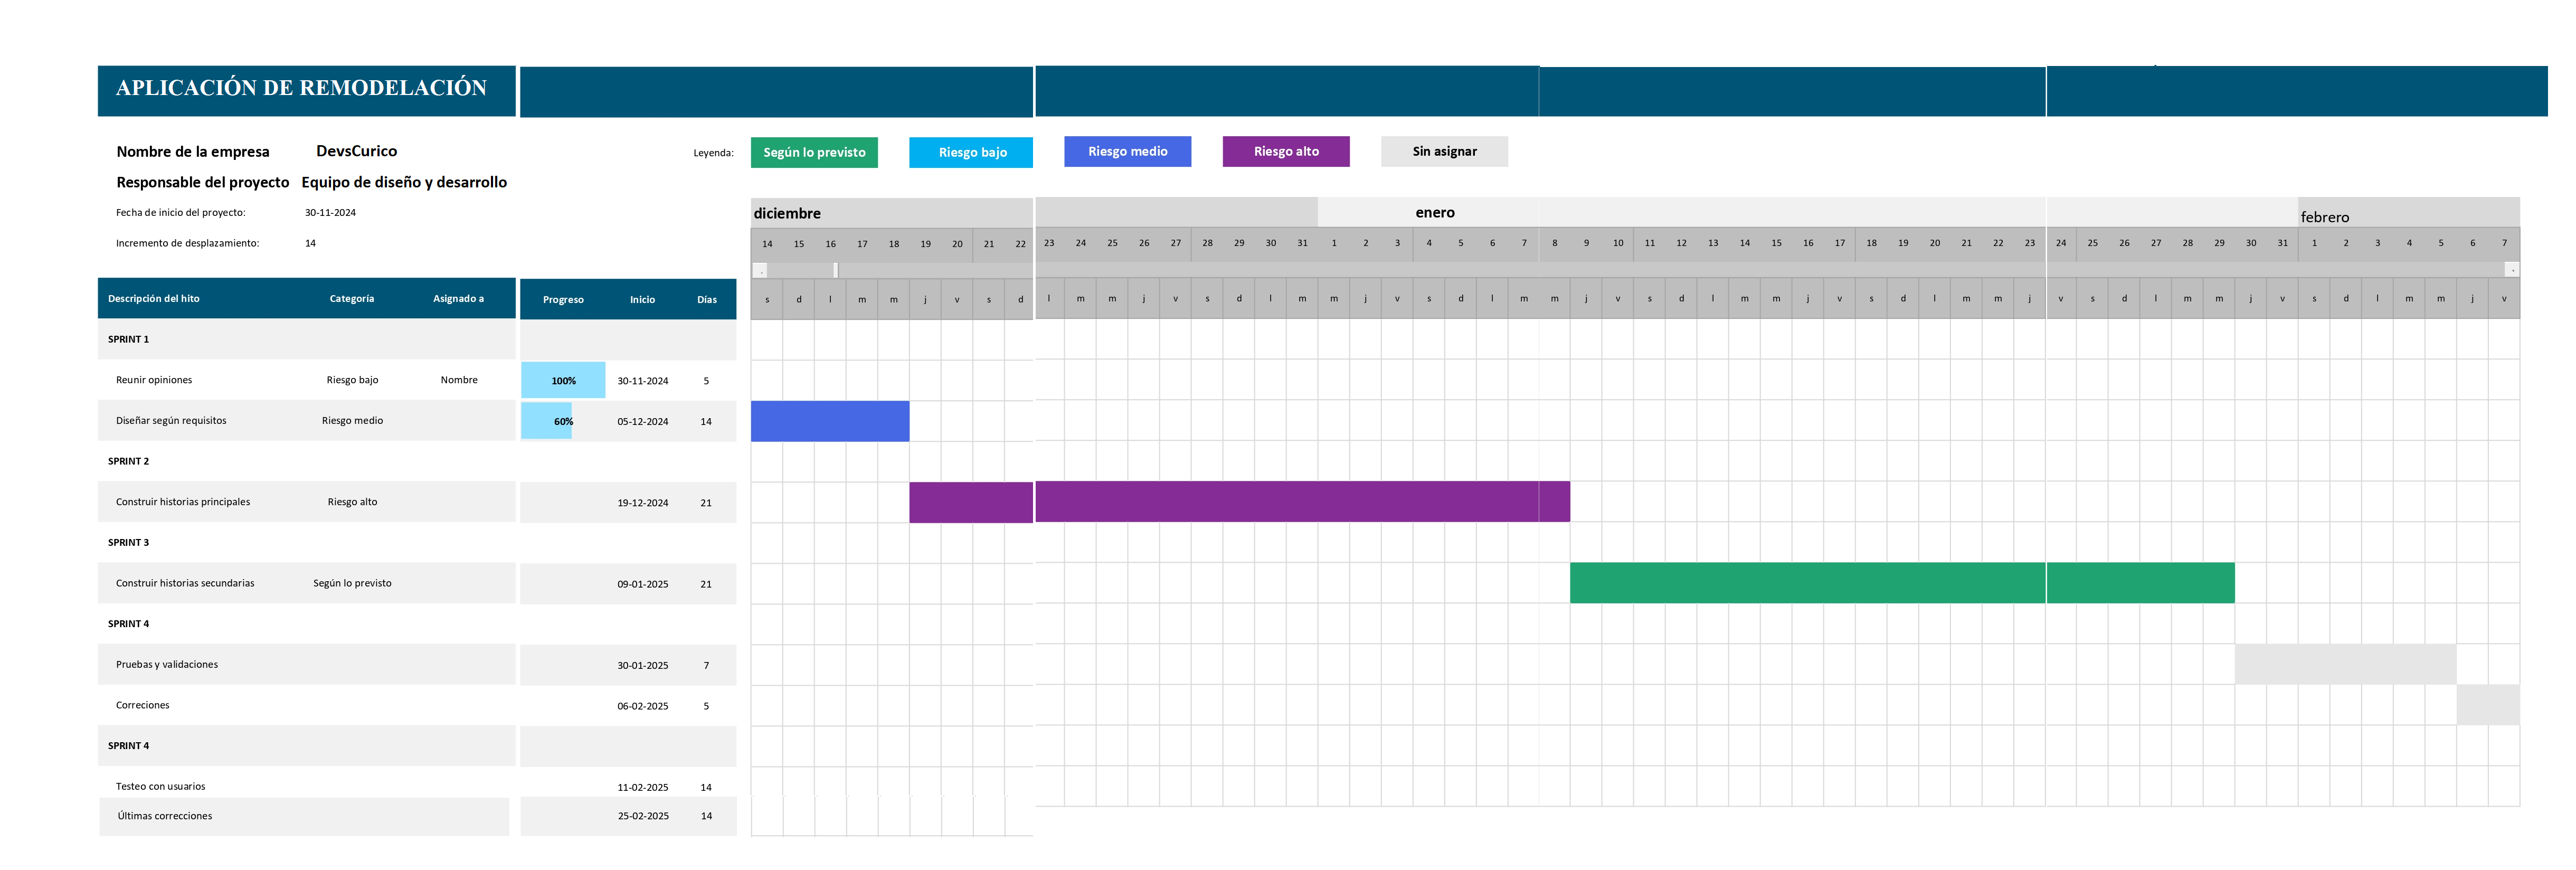 APLICACIÓN DE REMODELACIÓN
Nombre de la empresa DevsCurico
Leyenda: Según lo previsto Riesgo bajo Riesgo medio Riesgo alto Sin asignar
Responsable del proyecto Equipo de diseño y desarrollo
Fecha de inicio del proyecto: 30-11-2024
diciembre enero febrero
Incremento de desplazamiento: 14
14 15 16 17 18 19 20 21 22 23 24 25 26 27 28 29 30 31 1 2 3 4 5 6 7 8 9 10 11 12 13 14 15 16 17 18 19 20 21 22 23 24 25 26 27 28 29 30 31 1 2 3 4 5 6 7
Descripción del hito Categoría Asignado a Progreso Inicio Días
s d l m m j v s d l m m j v s d l m m j v s d l m m j v s d l m m j v s d l m m j v s d l m m j v s d l m m j v
SPRINT 1
Reunir opiniones Riesgo bajo Nombre 100% 30-11-2024 5
Diseñar según requisitos Riesgo medio 60% 05-12-2024 14
SPRINT 2
Construir historias principales Riesgo alto 19-12-2024 21
SPRINT 3
Construir historias secundarias Según lo previsto 09-01-2025 21
SPRINT 4
Pruebas y validaciones 30-01-2025 7
Correciones 06-02-2025 5
SPRINT 4
Testeo con usuarios 11-02-2025 14
Últimas correcciones 25-02-2025 14